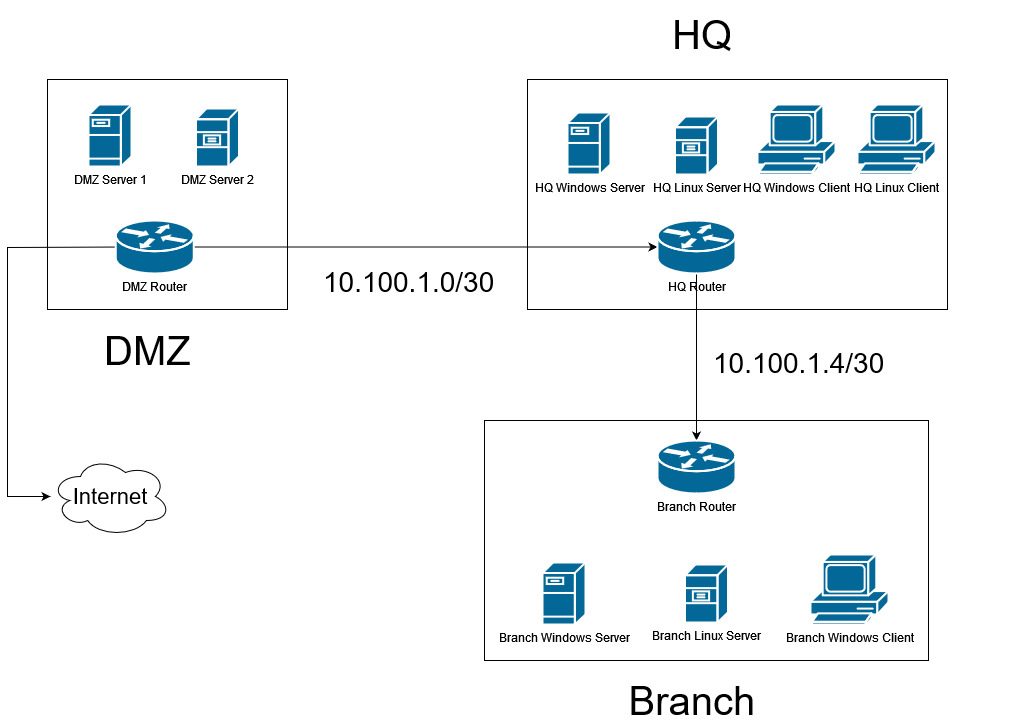 HQ
DMZ Server 1
DMZ Server 2
HQ Windows Server
HQ Linux Server
HQ Windows Client
HQ Linux Client
DMZ Router
10.100.1.0/30
HQ Router
DMZ
10.100.1.4/30
Internet
Branch Router
Branch Windows Server
Branch Linux Server
Branch Windows Client
Branch